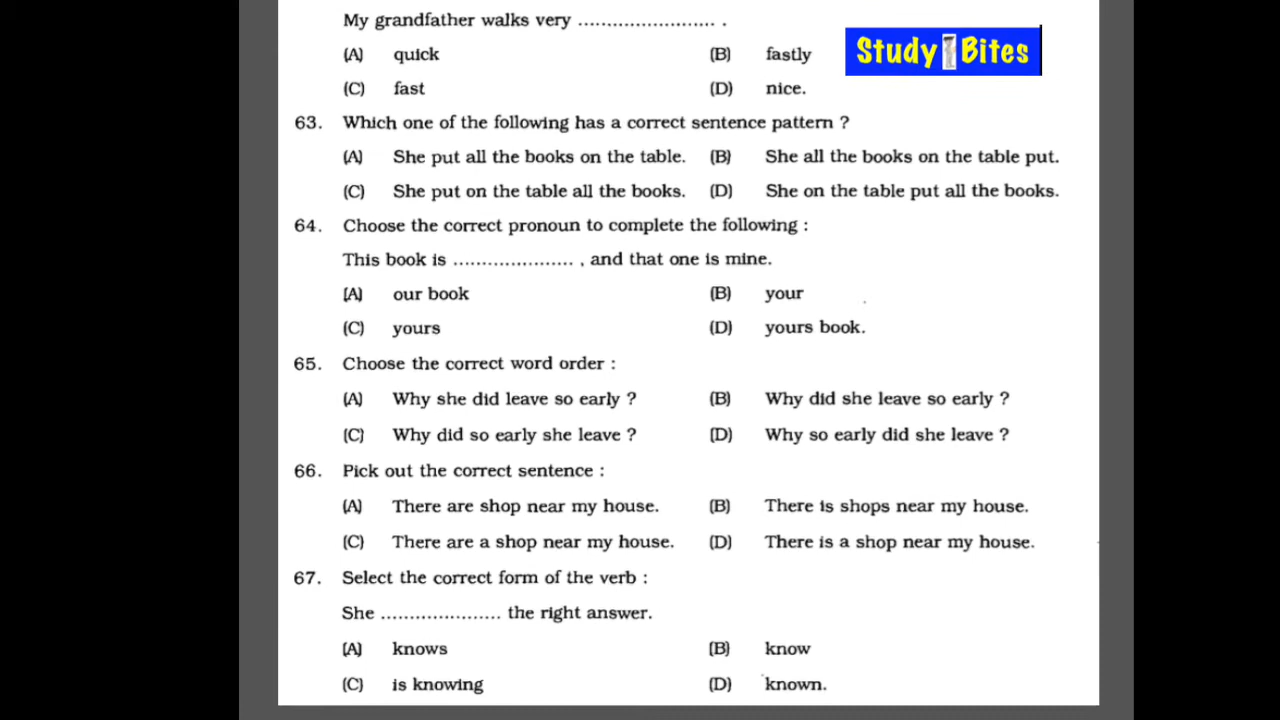 My grandfather walks very ........................ .
(A) quick (B) fastly
(C) fast (D) nice.
Study Bites
63. Which one of the following has a correct sentence pattern ?
(A) She put all the books on the table. (B) She all the books on the table put.
(C) She put on the table all the books. (D) She on the table put all the books.
64. Choose the correct pronoun to complete the following :
This book is ..................... , and that one is mine.
(A) our book (B) your
(C) yours (D) yours book.
65. Choose the correct word order :
(A) Why she did leave so early ? (B) Why did she leave so early ?
(C) Why did so early she leave ? (D) Why so early did she leave ?
66. Pick out the correct sentence :
(A) There are shop near my house. (B) There is shops near my house.
(C) There are a shop near my house. (D) There is a shop near my house.
67. Select the correct form of the verb :
She ..................... the right answer.
(A) knows (B) know
(C) is knowing (D) known.